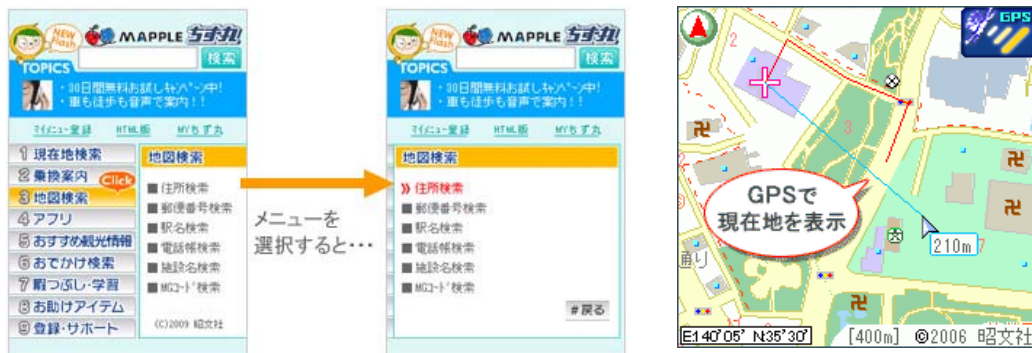 NEW
Flash
MAPPLE ちず丸
検索
TOPICS
・30日間無料お試しキャンペーン中!
・車も徒歩も音声で案内!!
マイメニュー登録 HTML版 MYちず丸
1 現在地検索
2 乗換案内
Click
3 地図検索
4 アプリ
5 おすすめ観光情報
6 おでかけ検索
7 暇つぶし・学習
8 お助けアイテム
9 登録・サポート
地図検索
■ 住所検索
■ 郵便番号検索
■ 駅名検索
■ 電話帳検索
■ 施設名検索
■ MGコード検索
(C)2009 昭文社
メニューを
選択すると・・・
NEW
Flash
MAPPLE ちず丸
検索
TOPICS
・30日間無料お試しキャンペーン中!
・車も徒歩も音声で案内!!
マイメニュー登録 HTML版 MYちず丸
地図検索
》 住所検索
■ 郵便番号検索
■ 駅名検索
■ 電話帳検索
■ 施設名検索
■ MGコード検索
#戻る
GPS
2
3
GPSで
現在地を表示
210m
7
通り
E:140°05' N:35°30'
[400m] ©2006 昭文社